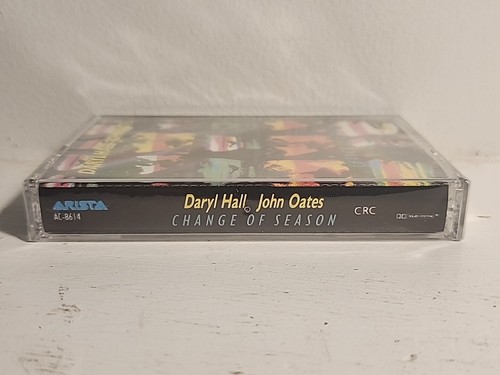 ARISTA
AC-8614
Daryl Hall John Oates
CHANGE OF SEASON
CRC